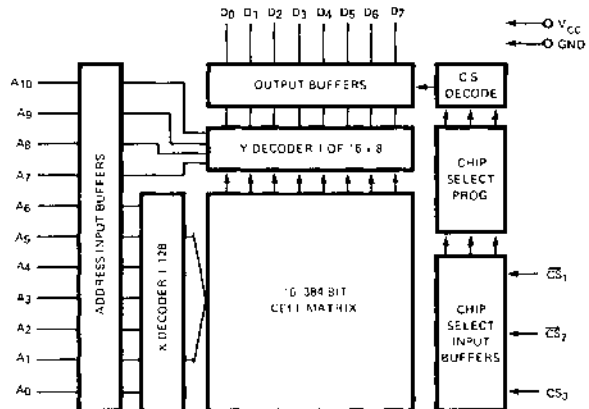 D0 D1 D2 D3 D4 D5 D6 D7
VCC
GND
OUTPUT BUFFERS
CS
DECODE
A10
A9
A8
A7
A6
A5
A4
A3
A2
A1
A0
ADDRESS INPUT BUFFERS
Y DECODER 1 OF 16 x 8
CHIP
SELECT
PROG
X DECODER 1 128
16 384 BIT
CELL MATRIX
CHIP
SELECT
INPUT
BUFFERS
CS1
CS2
CS3